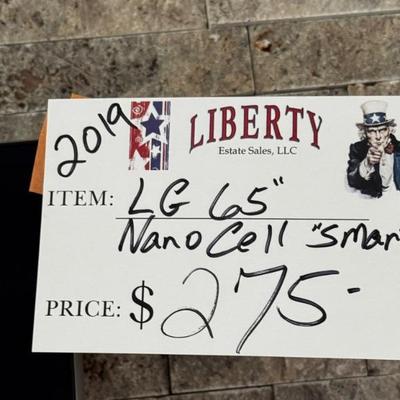 2019
LIBERTY
Estate Sales, LLC
ITEM: LG 65"
NanoCell "Smar
PRICE: $ 275-